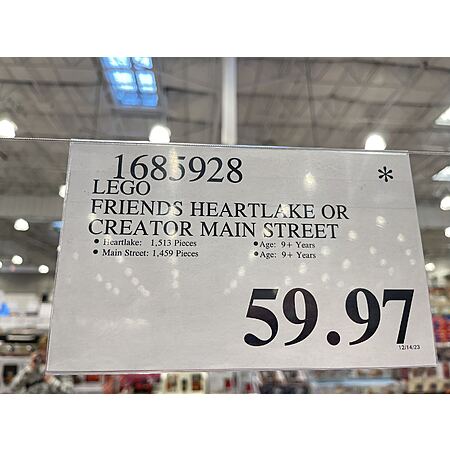 1685928 *
LEGO
FRIENDS HEARTLAKE OR
CREATOR MAIN STREET
• Heartlake: 1,513 Pieces • Age: 9+ Years
• Main Street: 1,459 Pieces • Age: 9+ Years
59.97
12/14/23